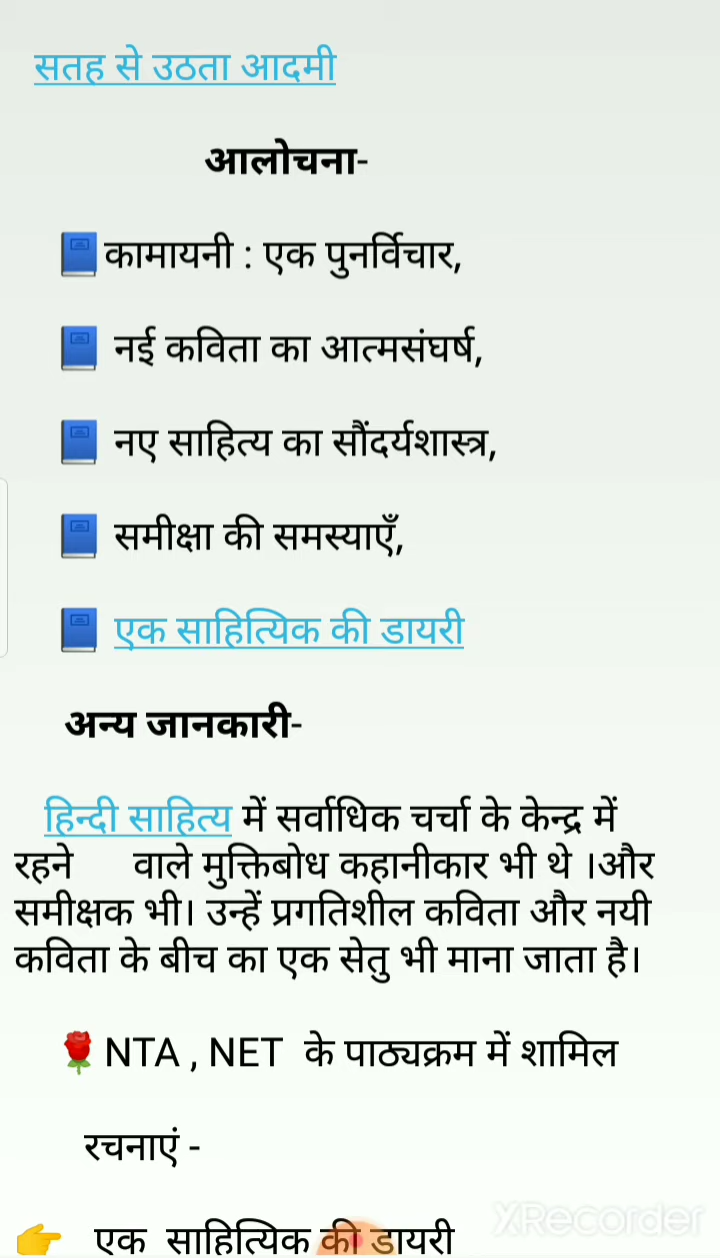 सतह से उठता आदमी
आलोचना-
कामायनी : एक पुनर्विचार,
नई कविता का आत्मसंघर्ष,
नए साहित्य का सौंदर्यशास्त्र,
समीक्षा की समस्याएँ,
एक साहित्यिक की डायरी
अन्य जानकारी-
हिन्दी साहित्य में सर्वाधिक चर्चा के केन्द्र में
रहने वाले मुक्तिबोध कहानीकार भी थे ।और
समीक्षक भी। उन्हें प्रगतिशील कविता और नयी
कविता के बीच का एक सेतु भी माना जाता है।
NTA , NET के पाठ्यक्रम में शामिल
रचनाएं -
एक साहित्यिक की डायरी
XRecorder